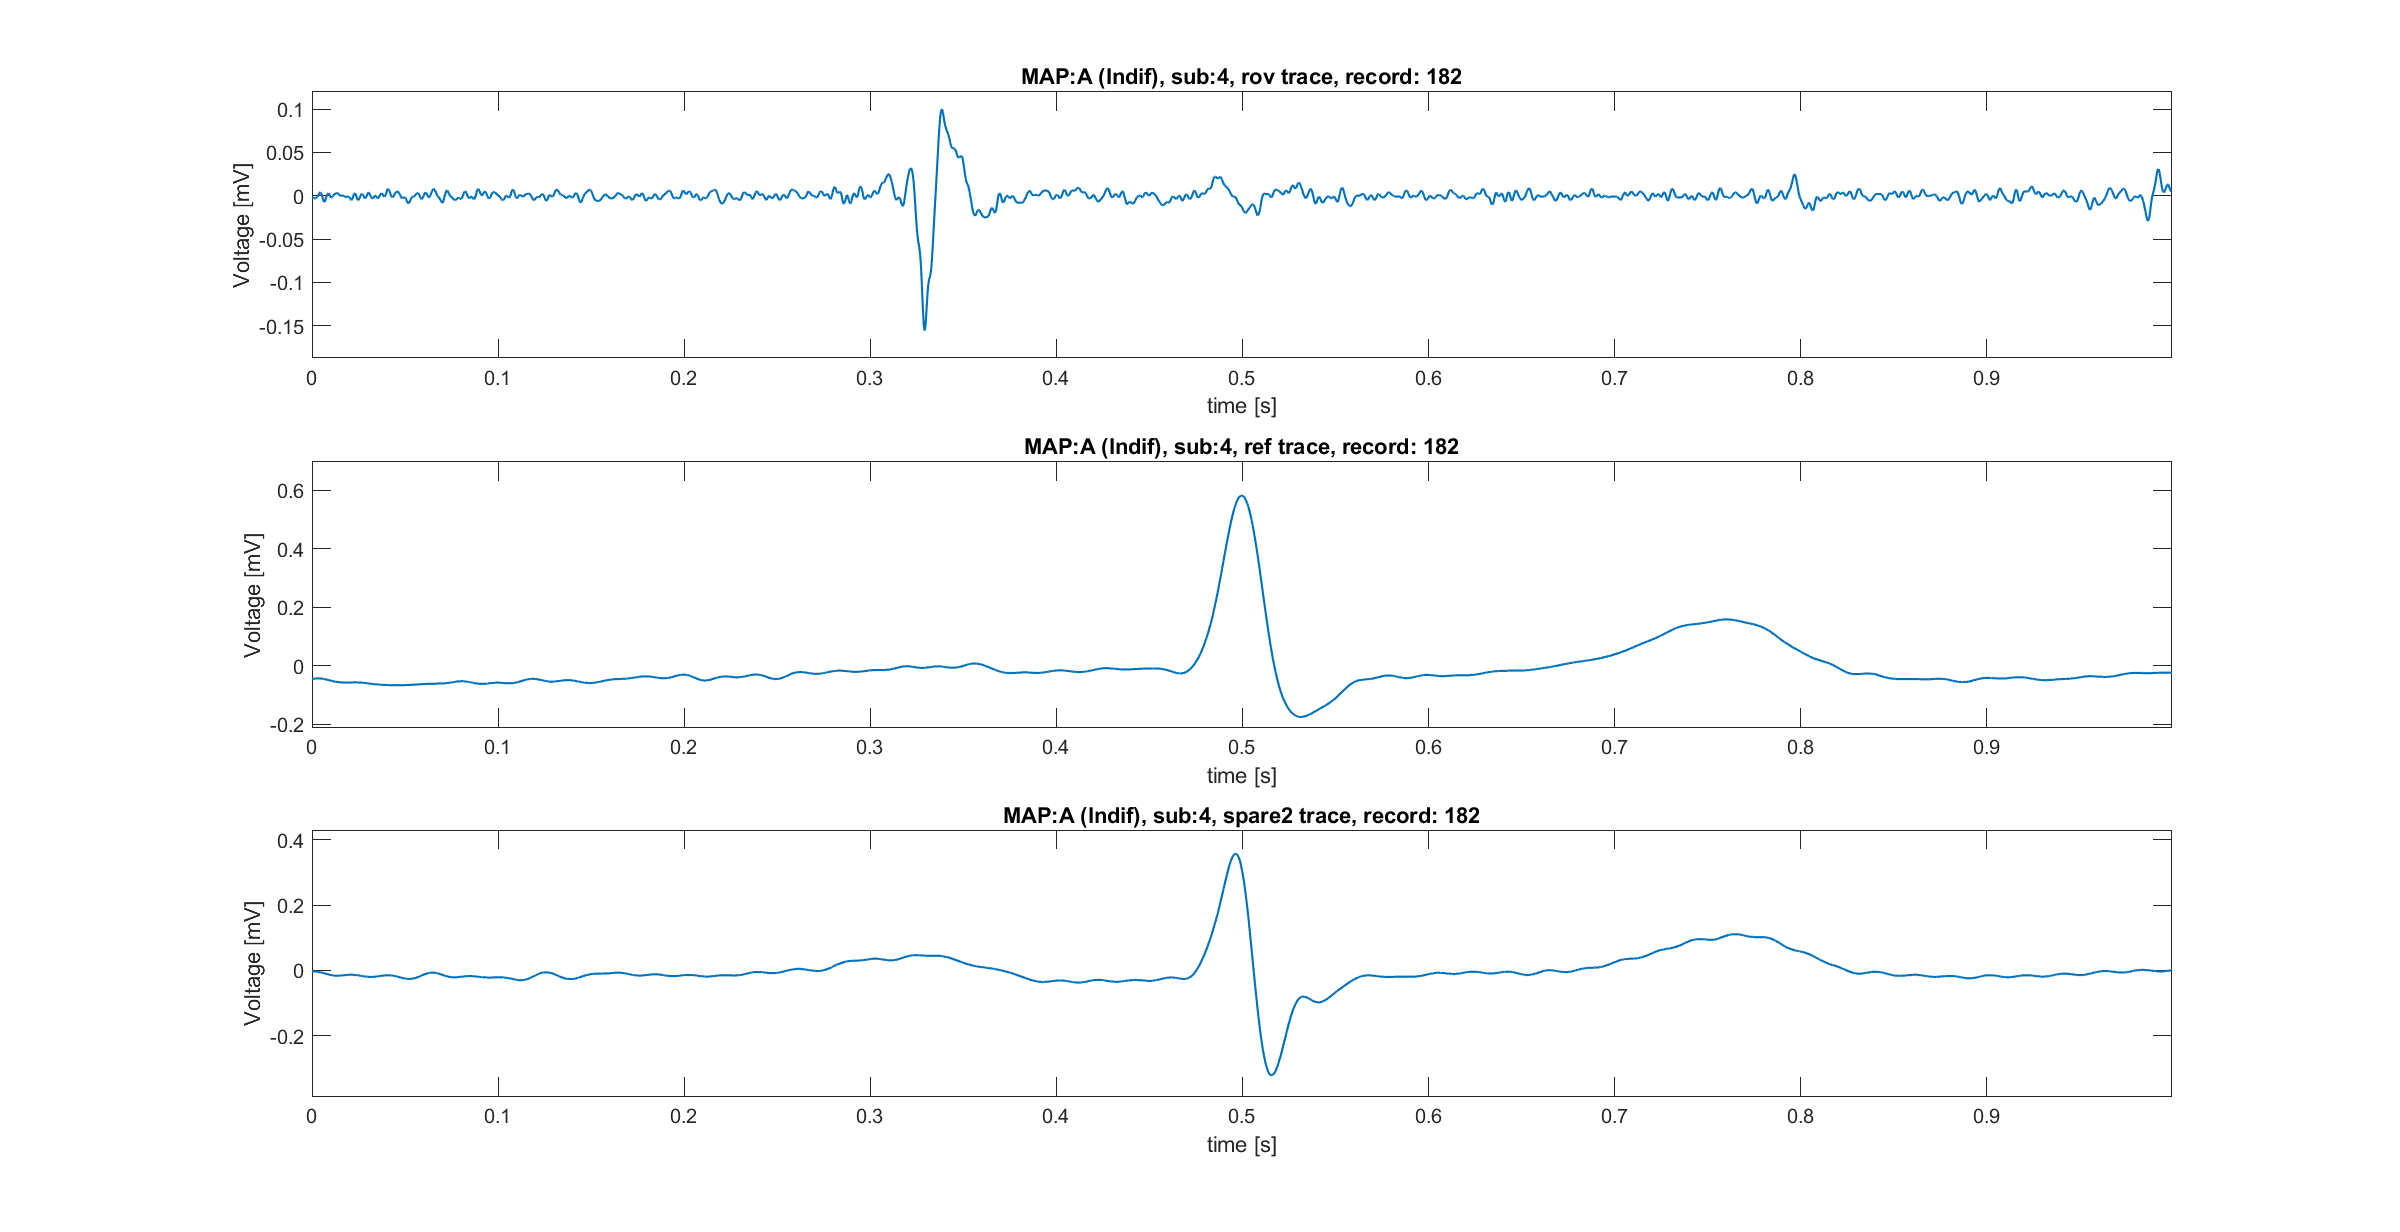 MAP:A (Indif), sub:4, rov trace, record: 182
0.1
0.05
0
-0.05
-0.1
-0.15
Voltage [mV]
0 0.1 0.2 0.3 0.4 0.5 0.6 0.7 0.8 0.9
time [s]
MAP:A (Indif), sub:4, ref trace, record: 182
0.6
0.4
0.2
0
-0.2
Voltage [mV]
0 0.1 0.2 0.3 0.4 0.5 0.6 0.7 0.8 0.9
time [s]
MAP:A (Indif), sub:4, spare2 trace, record: 182
0.4
0.2
0
-0.2
Voltage [mV]
0 0.1 0.2 0.3 0.4 0.5 0.6 0.7 0.8 0.9
time [s]